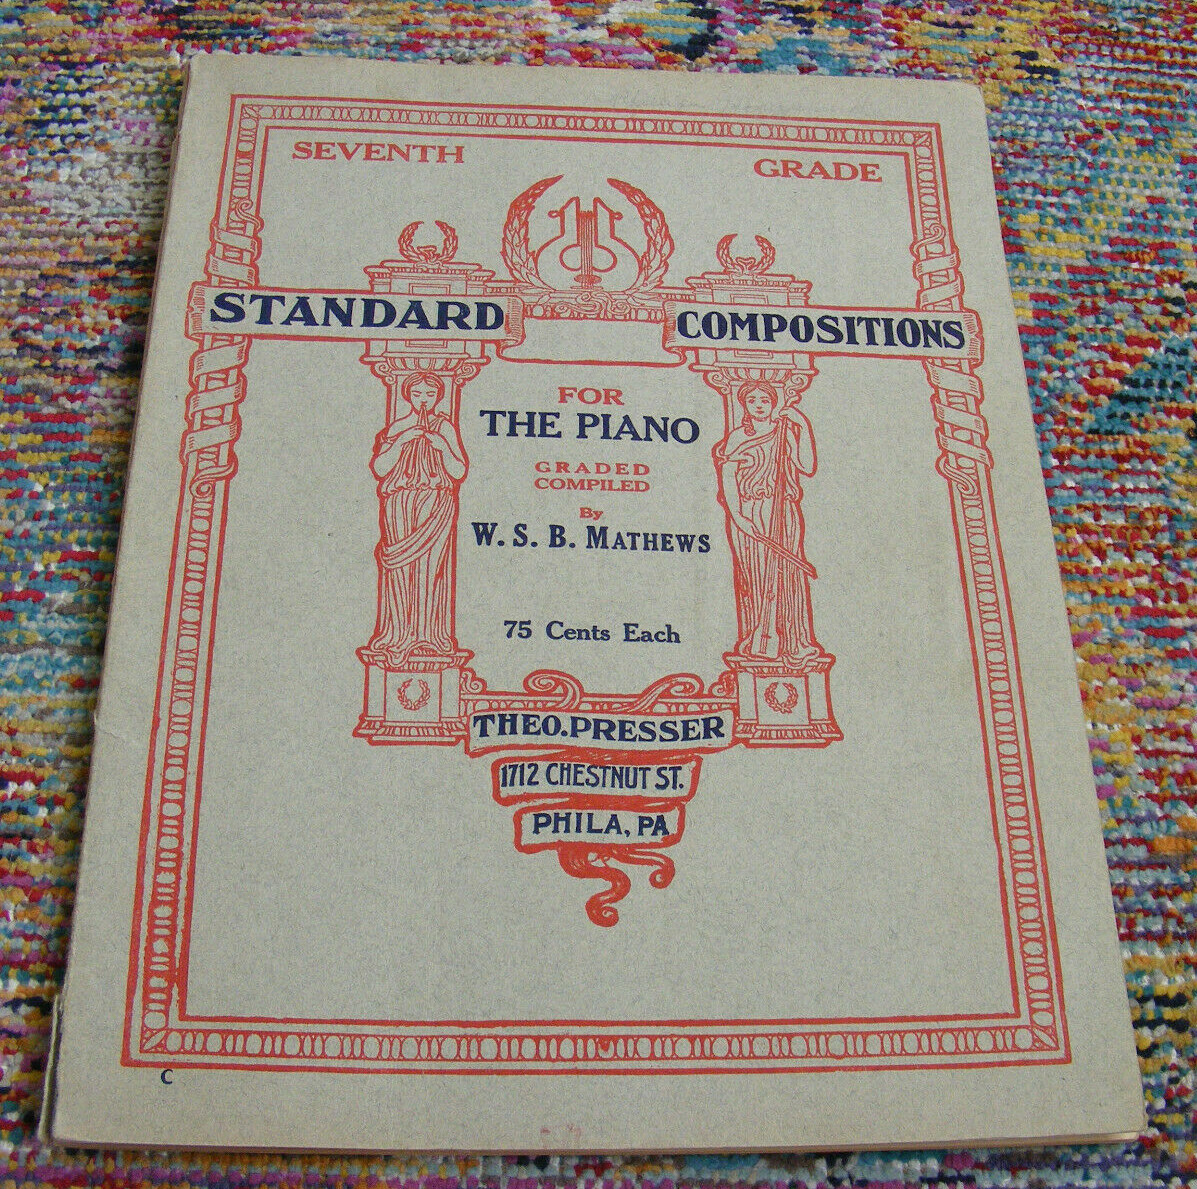 SEVENTH GRADE
STANDARD COMPOSITIONS
FOR
THE PIANO
GRADED
COMPILED
By
W. S. B. MATHEWS
75 Cents Each
THEO. PRESSER
1712 CHESTNUT ST.
PHILA, PA
C